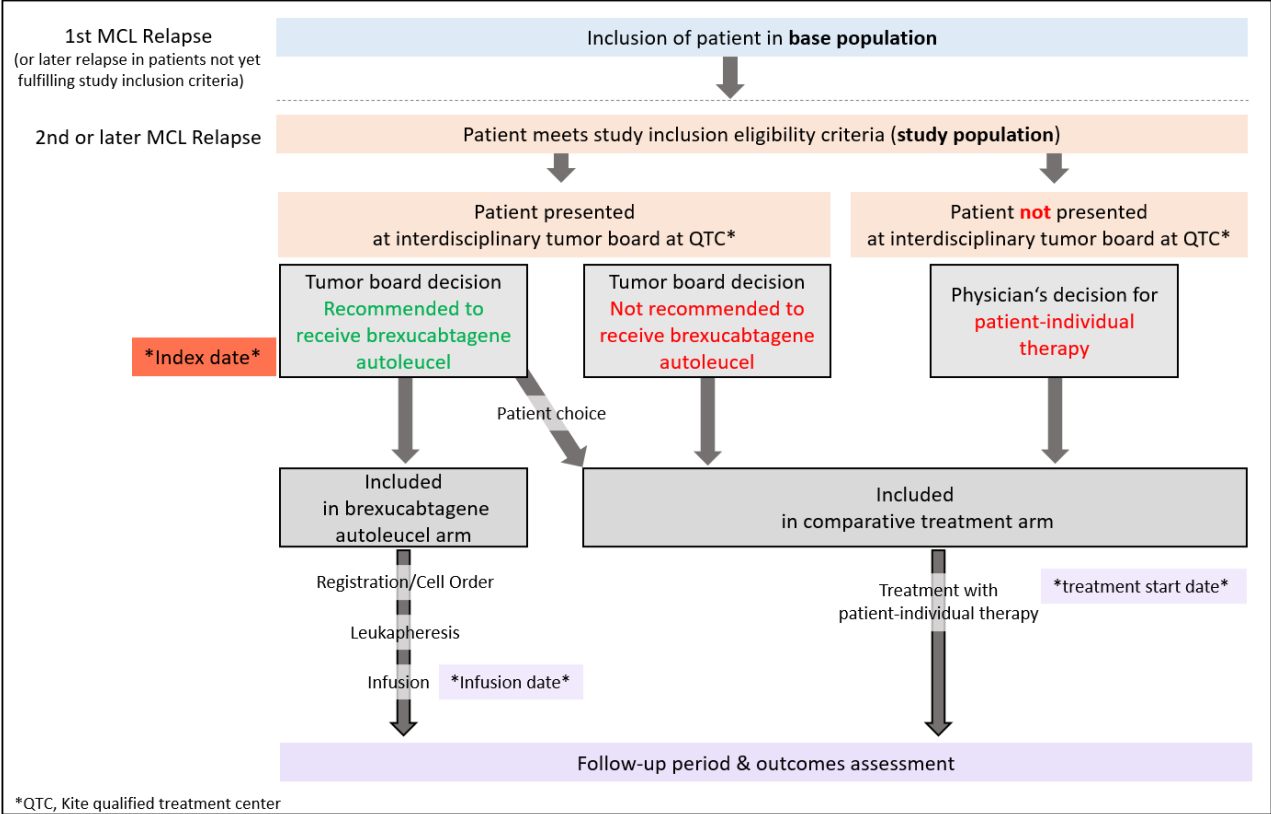 1st MCL Relapse
(or later relapse in patients not yet
fulfilling study inclusion criteria)
Inclusion of patient in base population
2nd or later MCL Relapse
Patient meets study inclusion eligibility criteria (study population)
Patient presented
at interdisciplinary tumor board at QTC*
Patient not presented
at interdisciplinary tumor board at QTC*
*Index date*
Tumor board decision
Recommended to
receive brexucabtagene
autoleucel
Tumor board decision
Not recommended to
receive brexucabtagene
autoleucel
Physician‘s decision for
patient-individual
therapy
Patient choice
Included
in brexucabtagene
autoleucel arm
Included
in comparative treatment arm
Registration/Cell Order
Leukapheresis
Infusion
*Infusion date*
Treatment with
patient-individual therapy
*treatment start date*
Follow-up period & outcomes assessment
*QTC, Kite qualified treatment center